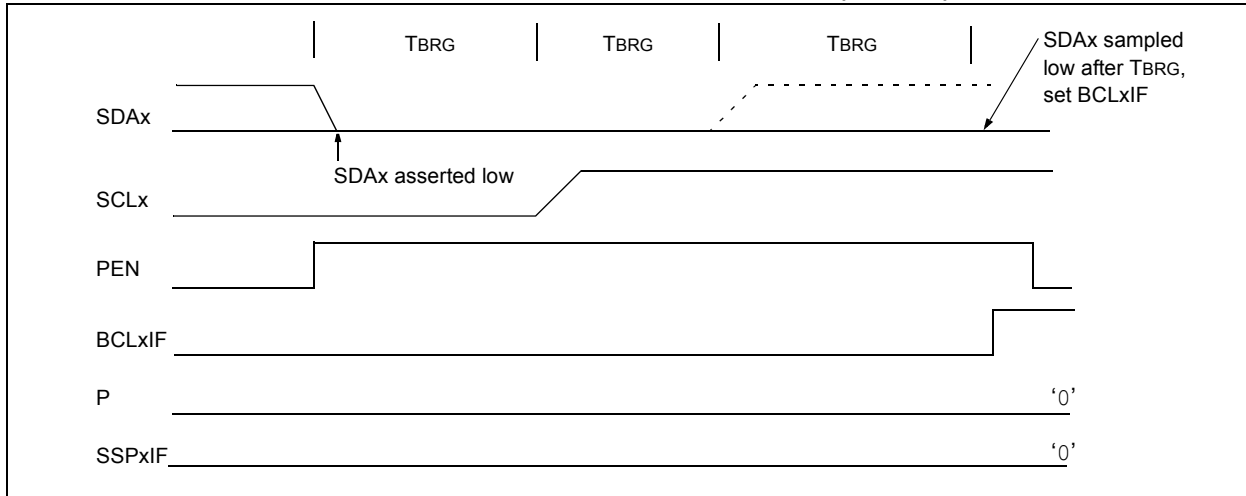 TBRG TBRG TBRG
SDAx sampled
low after TBRG,
set BCLxIF
SDAx
SDAx asserted low
SCLx
PEN
BCLxIF
P '0'
SSPxIF '0'